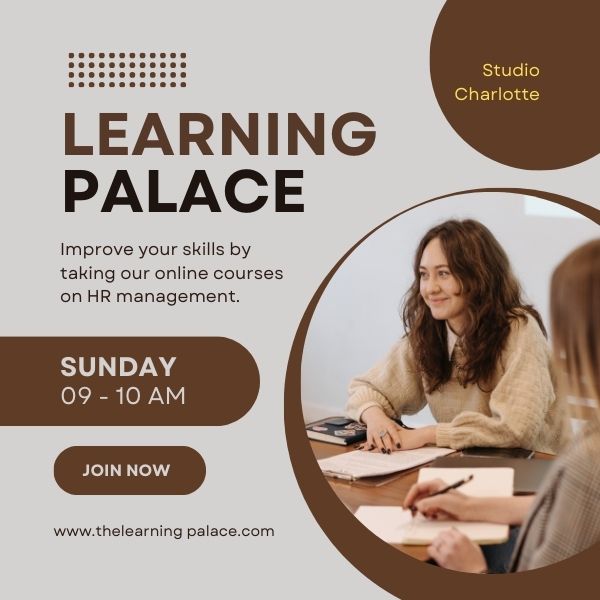 Studio
Charlotte
LEARNING
PALACE
Improve your skills by
taking our online courses
on HR management.
SUNDAY
09 - 10 AM
JOIN NOW
www.thelearning palace.com